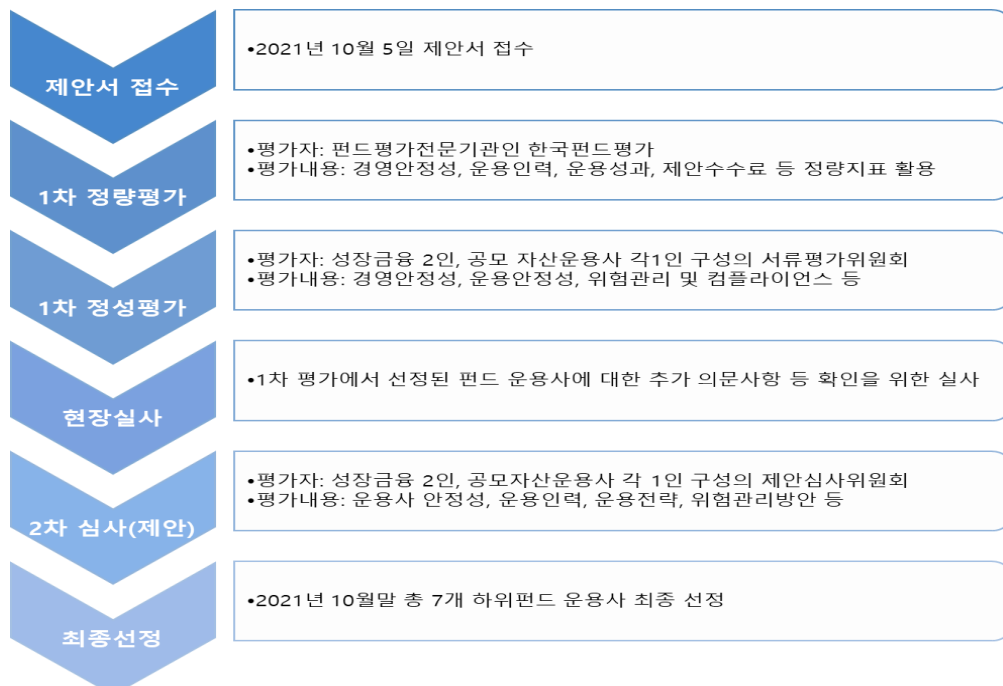 •2021년 10월 5일 제안서 접수
제안서 접수
•평가자: 펀드평가전문기관인 한국펀드평가
•평가내용: 경영안정성, 운용인력, 운용성과, 제안수수료 등 정량지표 활용
1차 정량평가
•평가자: 성장금융 2인, 공모 자산운용사 각1인 구성의 서류평가위원회
•평가내용: 경영안정성, 운용안정성, 위험관리 및 컴플라이언스 등
1차 정성평가
•1차 평가에서 선정된 펀드 운용사에 대한 추가 의문사항 등 확인을 위한 실사
현장실사
•평가자: 성장금융 2인, 공모자산운용사 각 1인 구성의 제안심사위원회
•평가내용: 운용사 안정성, 운용인력, 운용전략, 위험관리방안 등
2차 심사(제안)
•2021년 10월말 총 7개 하위펀드 운용사 최종 선정
최종선정